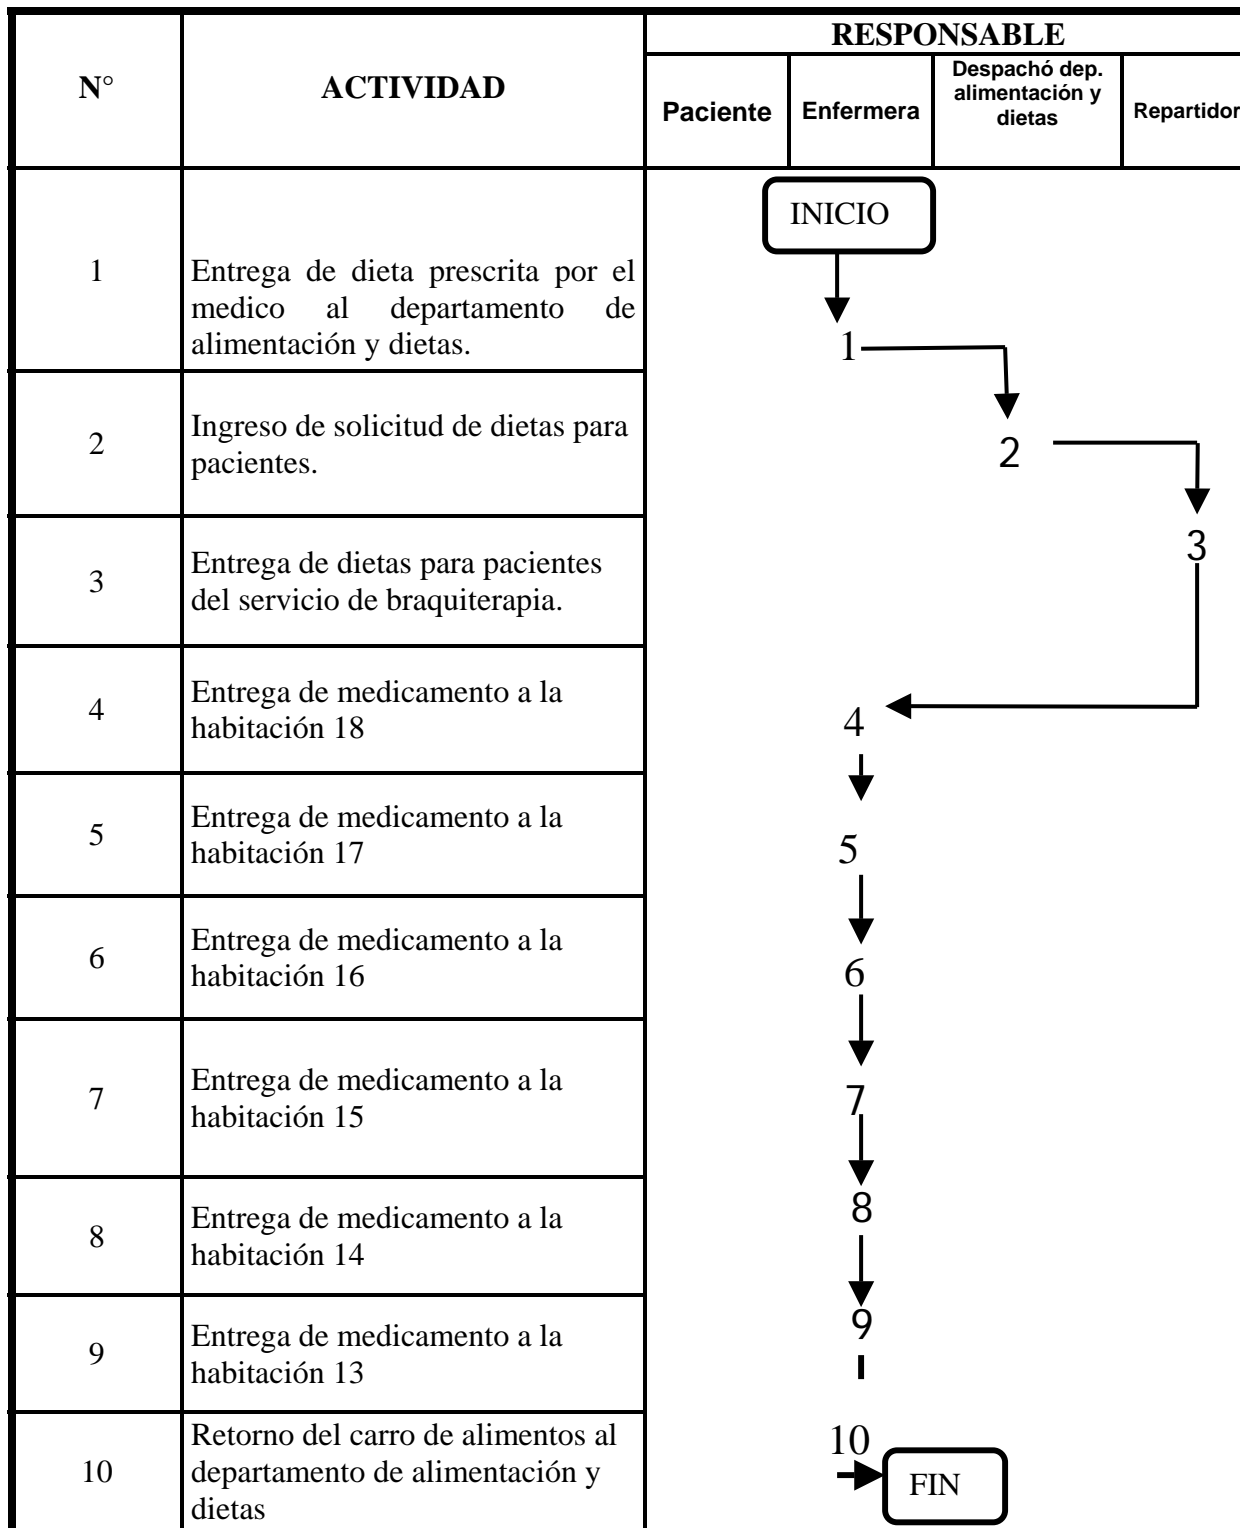 N°
ACTIVIDAD
RESPONSABLE
Paciente
Enfermera
Despachó dep.
alimentación y
dietas
Repartidor
INICIO
1
Entrega de dieta prescrita por el
medico al departamento de
alimentación y dietas.
1
2
Ingreso de solicitud de dietas para
pacientes.
2
3
Entrega de dietas para pacientes
del servicio de braquiterapia.
3
4
Entrega de medicamento a la
habitación 18
4
5
Entrega de medicamento a la
habitación 17
5
6
Entrega de medicamento a la
habitación 16
6
7
Entrega de medicamento a la
habitación 15
7
8
Entrega de medicamento a la
habitación 14
8
9
Entrega de medicamento a la
habitación 13
9
10
Retorno del carro de alimentos al
departamento de alimentación y
dietas
10
FIN